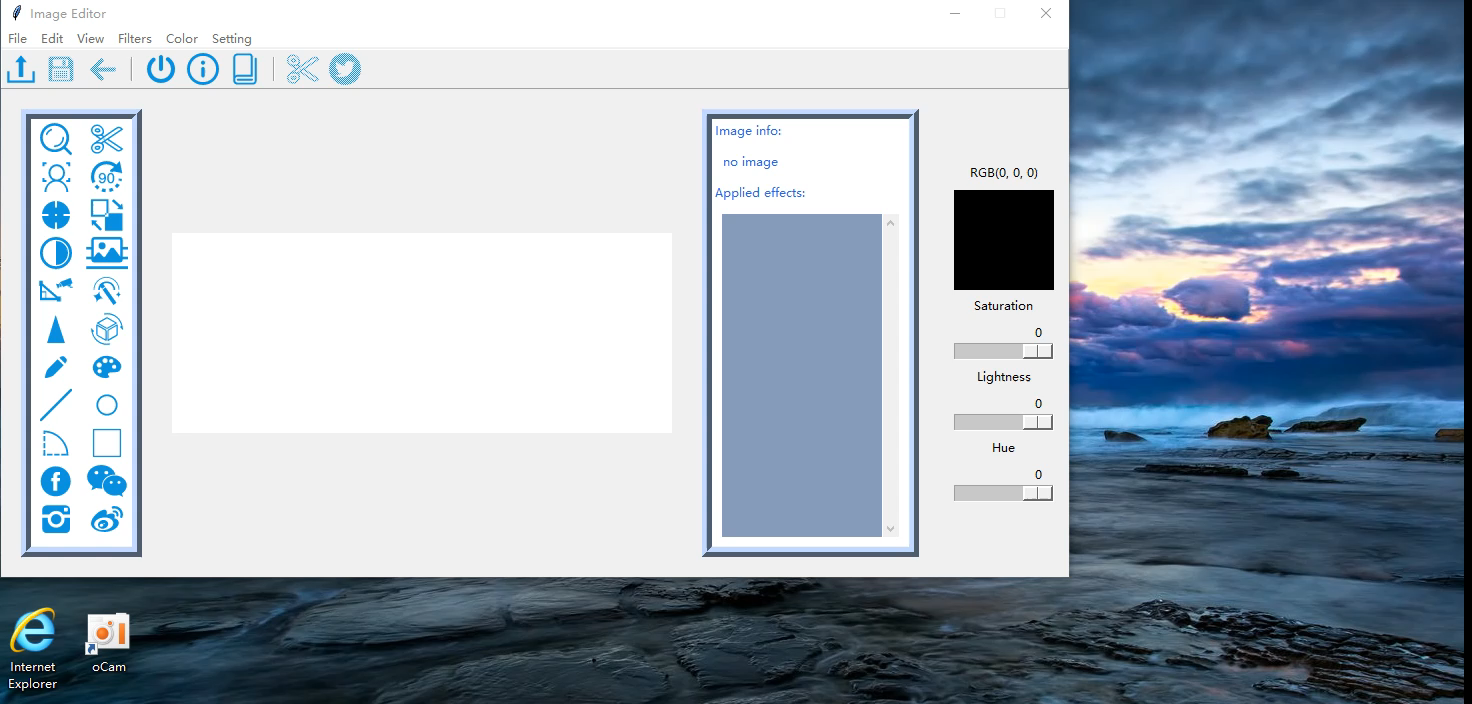 Image Editor
File Edit View Filters Color Setting
90
Image info:
no image
Applied effects:
RGB(0, 0, 0)
Saturation
0
Lightness
0
Hue
0
Internet
Explorer
oCam